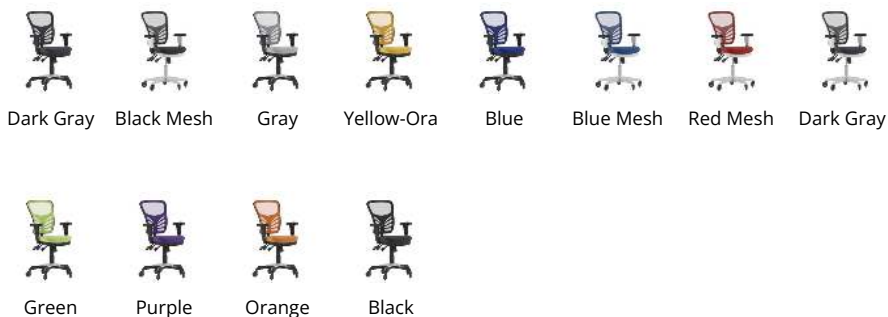 Dark Gray
Black Mesh
Gray
Yellow-Ora
Blue
Blue Mesh
Red Mesh
Dark Gray
Green
Purple
Orange
Black